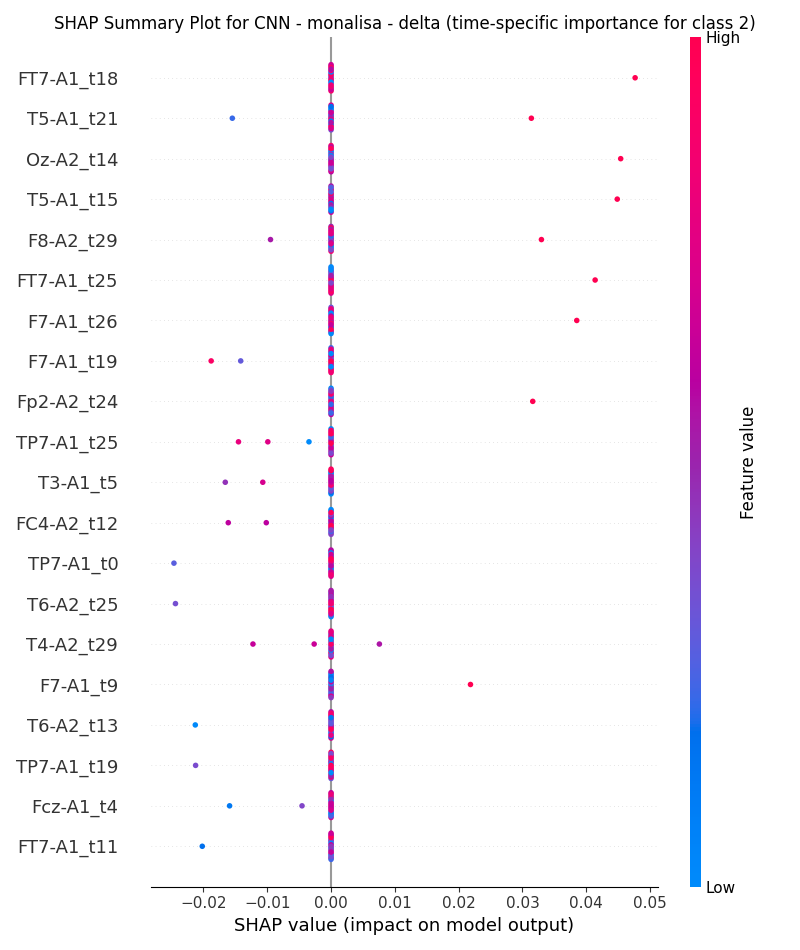 SHAP Summary Plot for CNN - monalisa - delta (time-specific importance for class 2)
High
FT7-A1_t18
T5-A1_t21
Oz-A2_t14
T5-A1_t15
F8-A2_t29
FT7-A1_t25
F7-A1_t26
F7-A1_t19
Fp2-A2_t24
TP7-A1_t25
T3-A1_t5
FC4-A2_t12
TP7-A1_t0
T6-A2_t25
T4-A2_t29
F7-A1_t9
T6-A2_t13
TP7-A1_t19
Fcz-A1_t4
FT7-A1_t11
Feature value
Low
−0.02 −0.01 0.00 0.01 0.02 0.03 0.04 0.05
SHAP value (impact on model output)